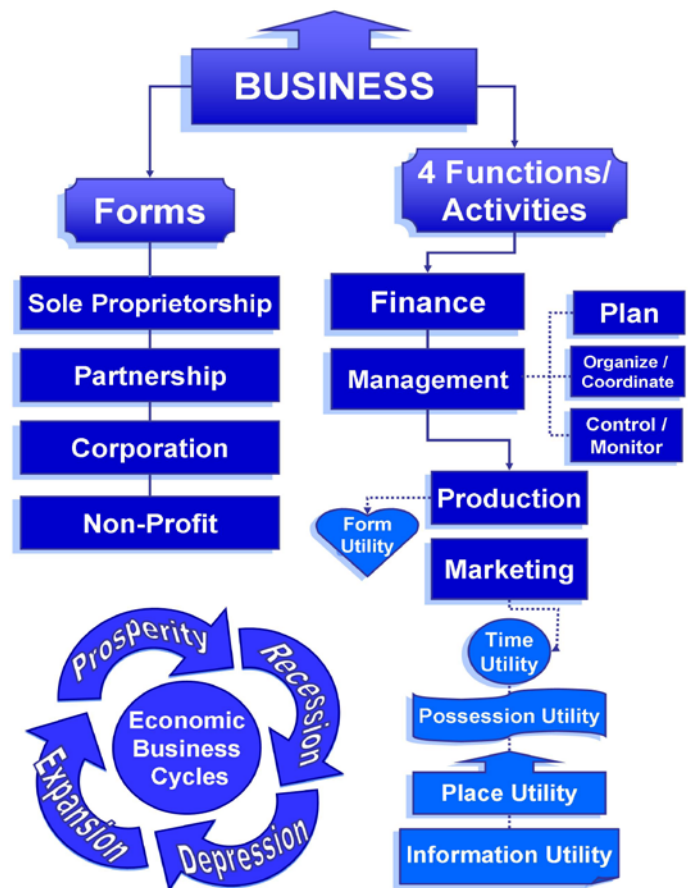 BUSINESS
Forms
Sole Proprietorship
Partnership
Corporation
Non-Profit
4 Functions/
Activities
Finance
Management
Plan
Organize /
Coordinate
Control /
Monitor
Production
Form
Utility
Marketing
Time
Utility
Possession Utility
Place Utility
Information Utility
Prosperity
Recession
Depression
Expansion
Economic
Business
Cycles